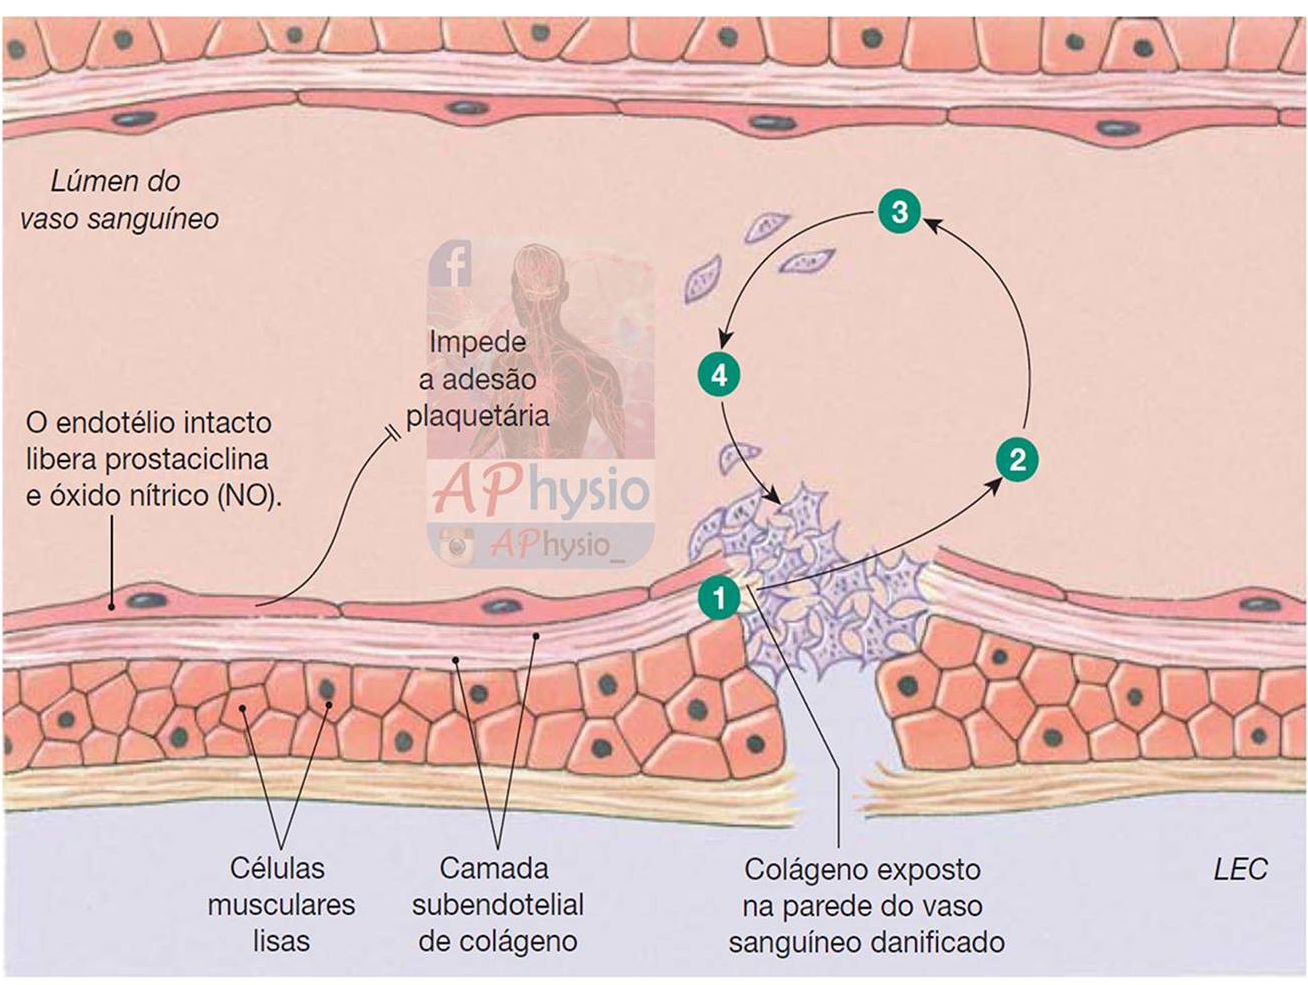 Lúmen do
vaso sanguíneo
3
f
Impede
a adesão
plaquetária
4
O endotélio intacto
libera prostaciclina
e óxido nítrico (NO).
2
APhysio
APhysio_
1
Células
musculares
lisas
Camada
subendotelial
de colágeno
Colágeno exposto
na parede do vaso
sanguíneo danificado
LEC